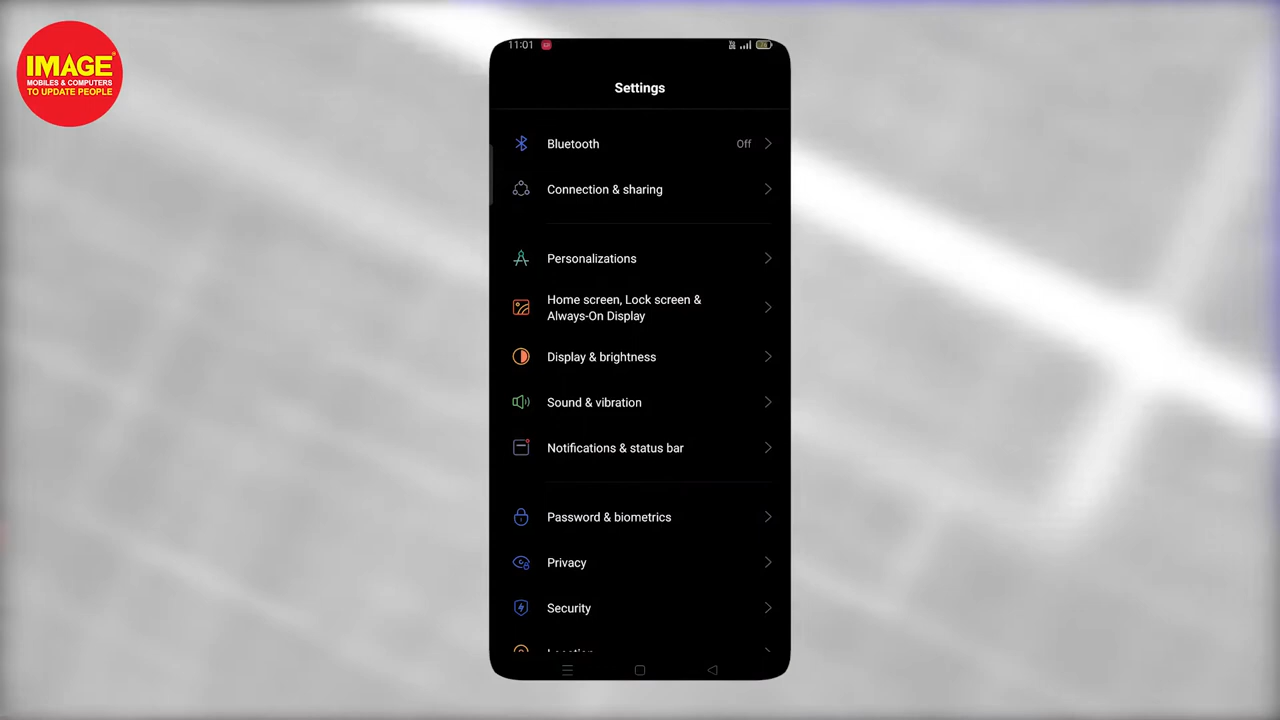 IMAGE
MOBILES & COMPUTERS
TO UPDATE PEOPLE
11:01
Settings
Bluetooth
Off
Connection & sharing
Personalizations
Home screen, Lock screen &
Always-On Display
Display & brightness
Sound & vibration
Notifications & status bar
Password & biometrics
Privacy
Security